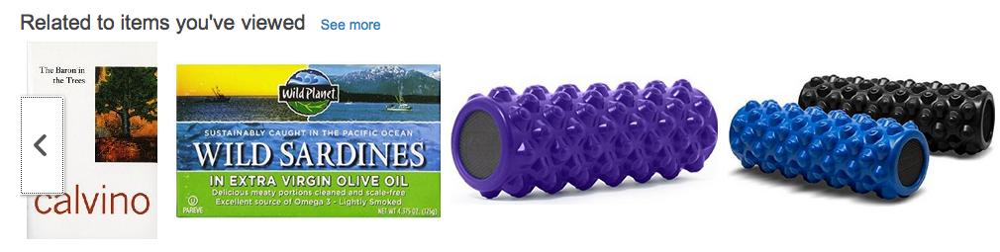 Related to items you've viewed See more
The Baron in
the Trees
calvino
Wild Planet
SUSTAINABLY CAUGHT IN THE PACIFIC OCEAN
WILD SARDINES
IN EXTRA VIRGIN OLIVE OIL
Delicious meaty portions cleaned and scale-free
Excellent source of Omega 3 - Lightly Smoked
U
PAREVE
NET WT 4.375 OZ. (125g)